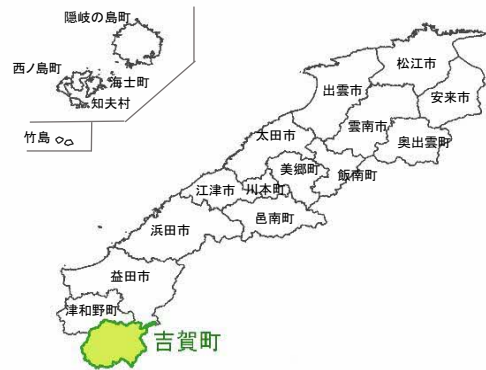 隠岐の島町
西ノ島町
海士町
知夫村
竹島
松江市
出雲市
安来市
雲南市
太田市
奥出雲町
美郷町
飯南町
江津市
川本町
邑南町
浜田市
益田市
津和野町
吉賀町